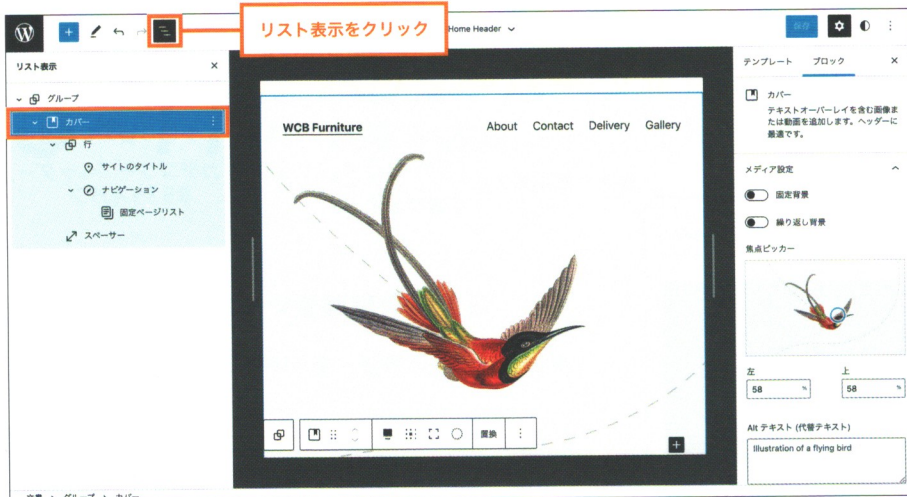 リスト表示をクリック
Home Header
保存
リスト表示
グループ
カバー
行
サイトのタイトル
ナビゲーション
固定ページリスト
スペーサー
WCB Furniture
About Contact Delivery Gallery
置換
テンプレート ブロック
カバー
テキストオーバーレイを含む画像ま
たは動画を追加します。ヘッダーに
最適です。
メディア設定
固定背景
繰り返し背景
焦点ピッカー
左 上
58 % 58 %
Alt テキスト (代替テキスト)
Illustration of a flying bird